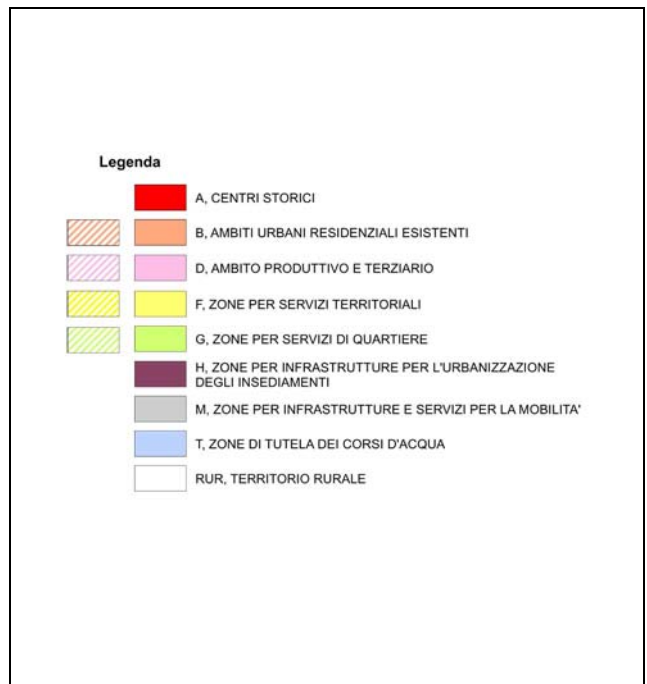 Legenda
A, CENTRI STORICI
B, AMBITI URBANI RESIDENZIALI ESISTENTI
D, AMBITO PRODUTTIVO E TERZIARIO
F, ZONE PER SERVIZI TERRITORIALI
G, ZONE PER SERVIZI DI QUARTIERE
H, ZONE PER INFRASTRUTTURE PER L'URBANIZZAZIONE
DEGLI INSEDIAMENTI
M, ZONE PER INFRASTRUTTURE E SERVIZI PER LA MOBILITA'
T, ZONE DI TUTELA DEI CORSI D'ACQUA
RUR, TERRITORIO RURALE